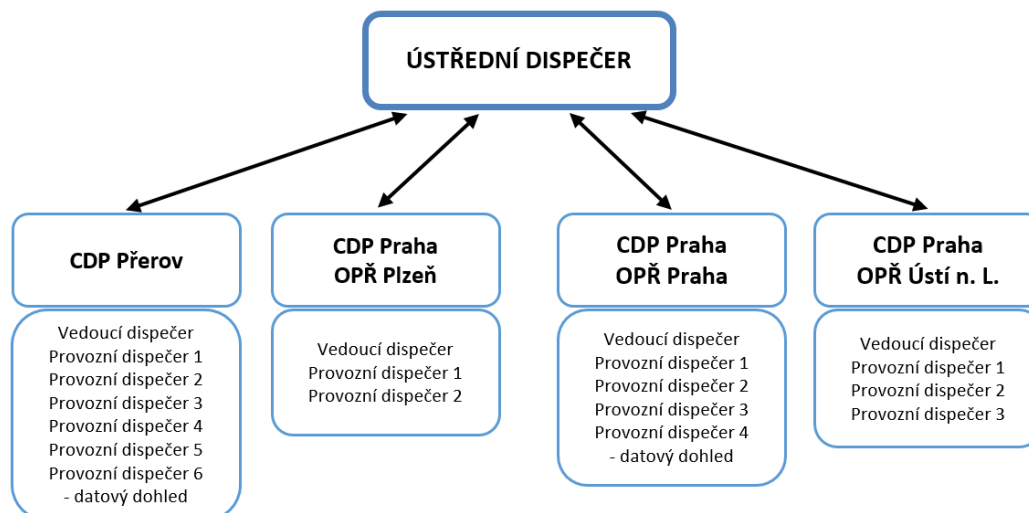 ÚSTŘEDNÍ DISPEČER
CDP Přerov
Vedoucí dispečer
Provozní dispečer 1
Provozní dispečer 2
Provozní dispečer 3
Provozní dispečer 4
Provozní dispečer 5
Provozní dispečer 6
- datový dohled
CDP Praha
OPŘ Plzeň
Vedoucí dispečer
Provozní dispečer 1
Provozní dispečer 2
CDP Praha
OPŘ Praha
Vedoucí dispečer
Provozní dispečer 1
Provozní dispečer 2
Provozní dispečer 3
Provozní dispečer 4
- datový dohled
CDP Praha
OPŘ Ústí n. L.
Vedoucí dispečer
Provozní dispečer 1
Provozní dispečer 2
Provozní dispečer 3